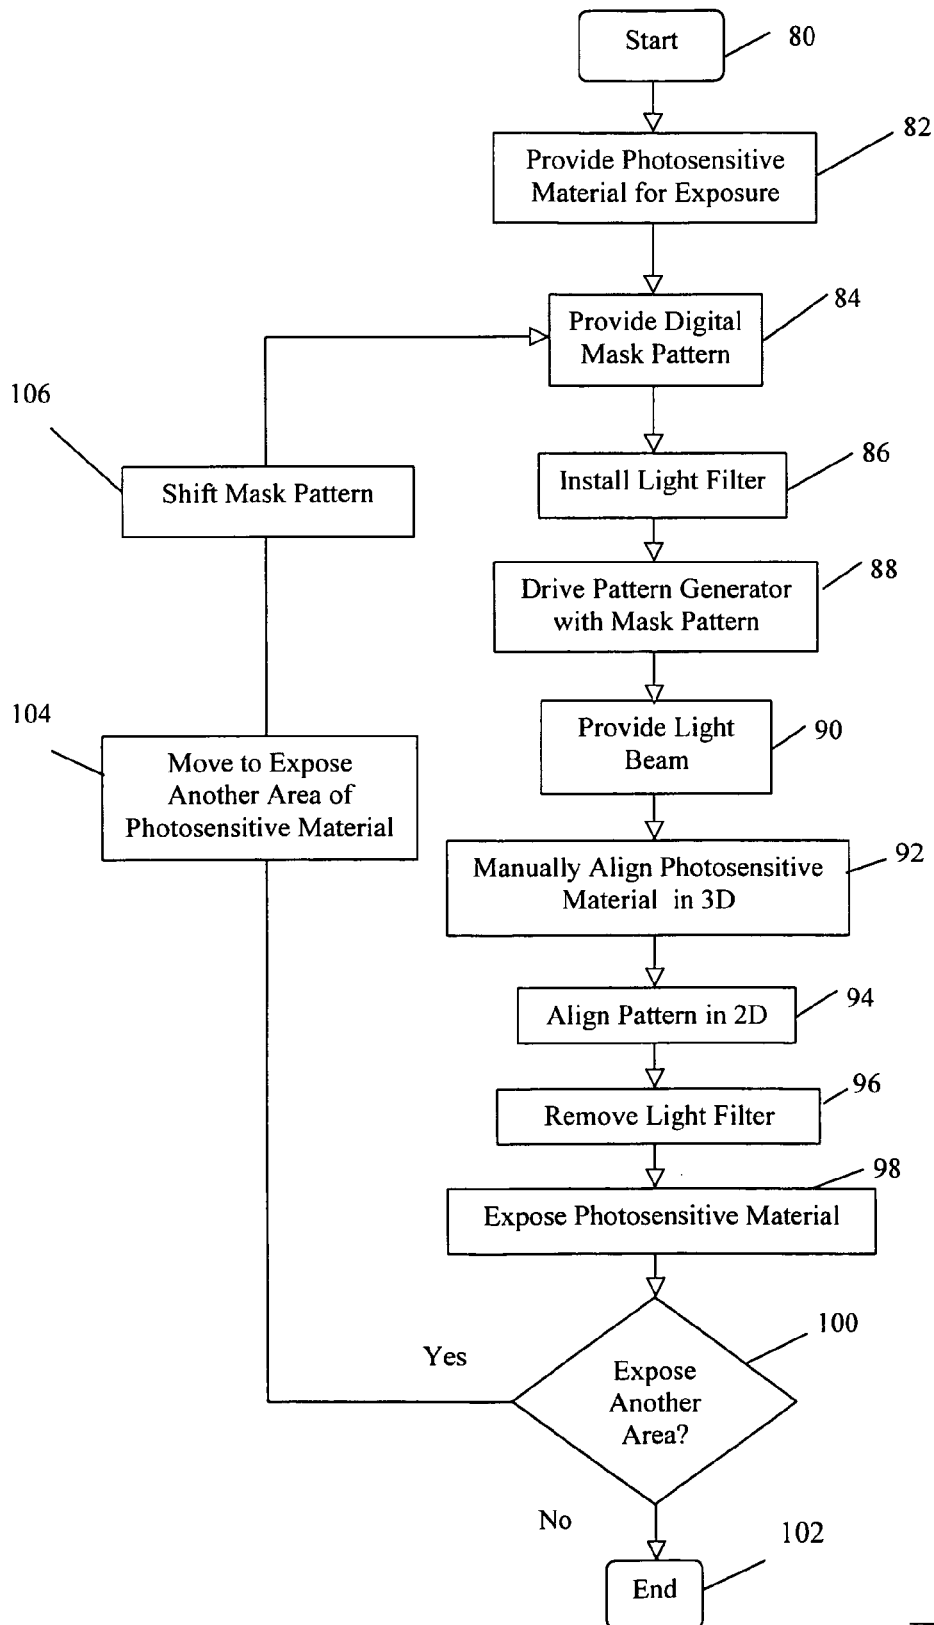 Start
80
82
Provide Photosensitive
Material for Exposure
84
Provide Digital
Mask Pattern
106
Shift Mask Pattern
86
Install Light Filter
88
Drive Pattern Generator
with Mask Pattern
104
Move to Expose
Another Area of
Photosensitive Material
90
Provide Light
Beam
92
Manually Align Photosensitive
Material in 3D
94
Align Pattern in 2D
96
Remove Light Filter
98
Expose Photosensitive Material
100
Yes
Expose
Another
Area?
No
102
End